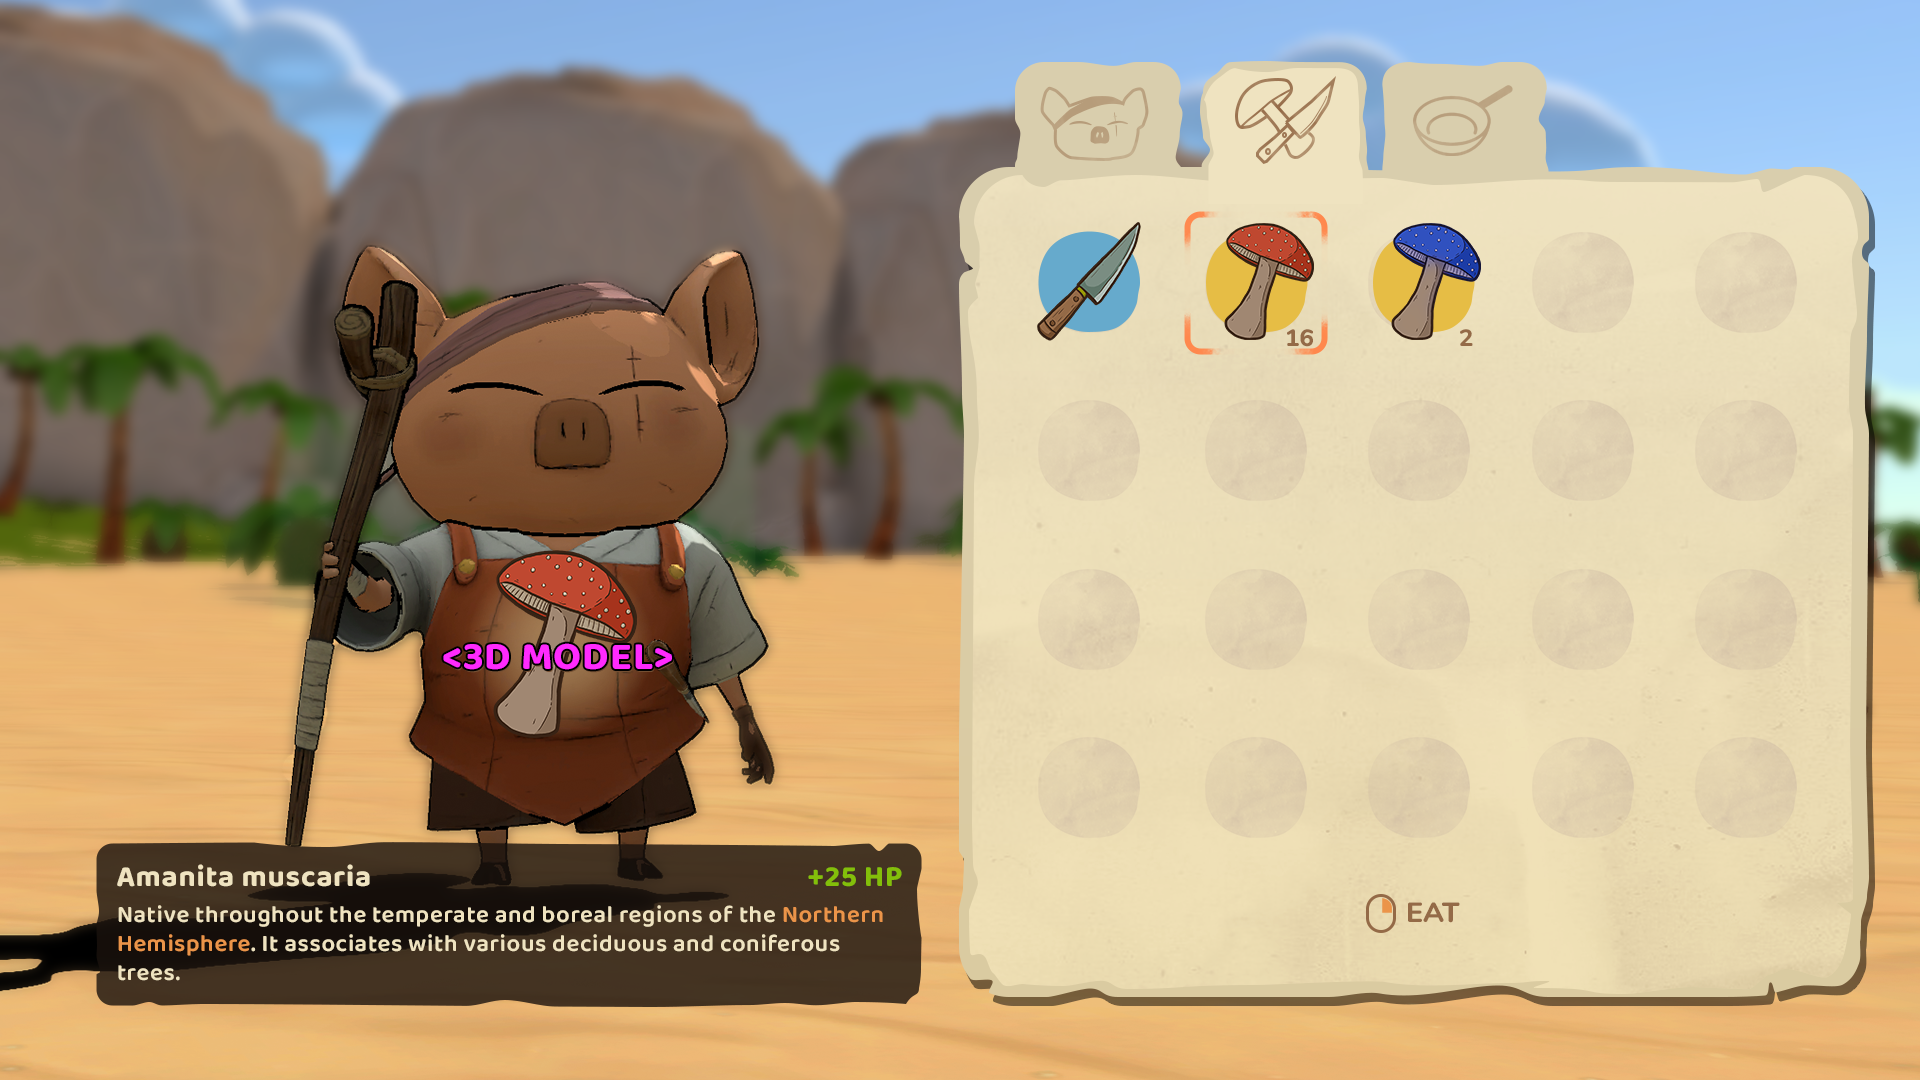 16
2
<3D MODEL>
Amanita muscaria
+25 HP
Native throughout the temperate and boreal regions of the Northern
Hemisphere. It associates with various deciduous and coniferous
trees.
EAT